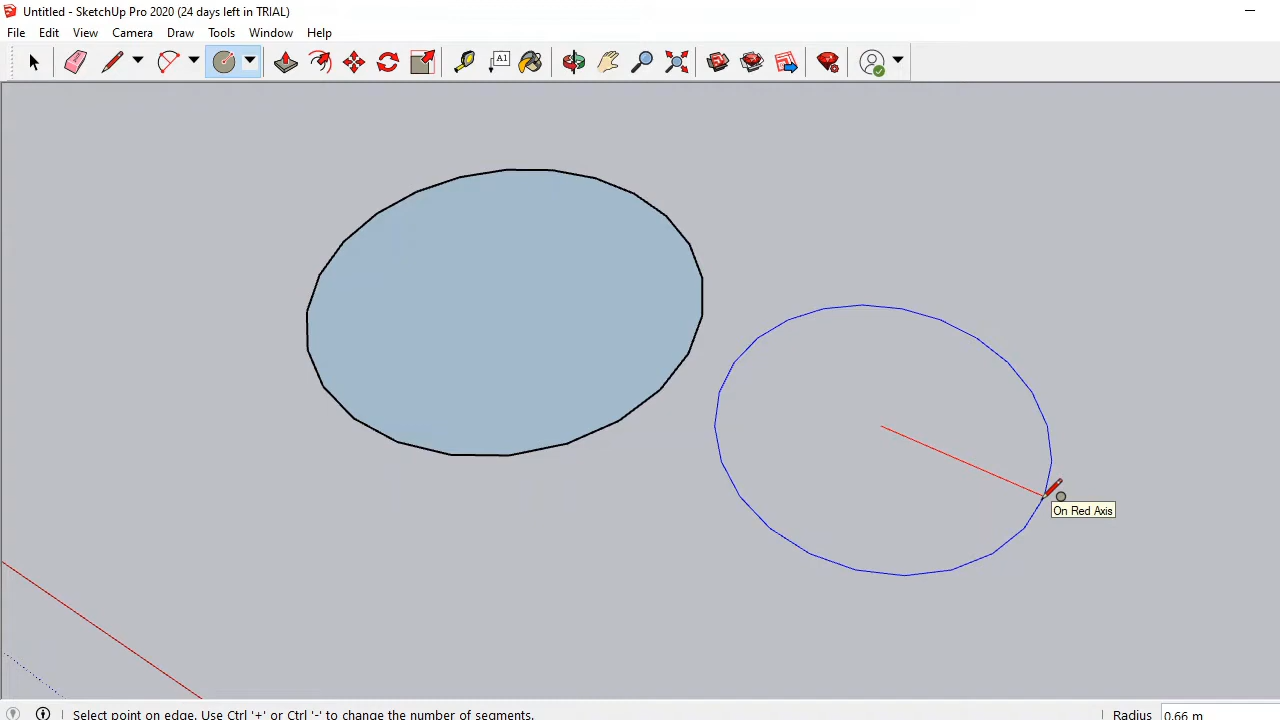 Untitled - SketchUp Pro 2020 (24 days left in TRIAL)
File Edit View Camera Draw Tools Window Help
A1
On Red Axis
Select point on edge. Use Ctrl '+' or Ctrl '-' to change the number of segments.
Radius 0.66 m